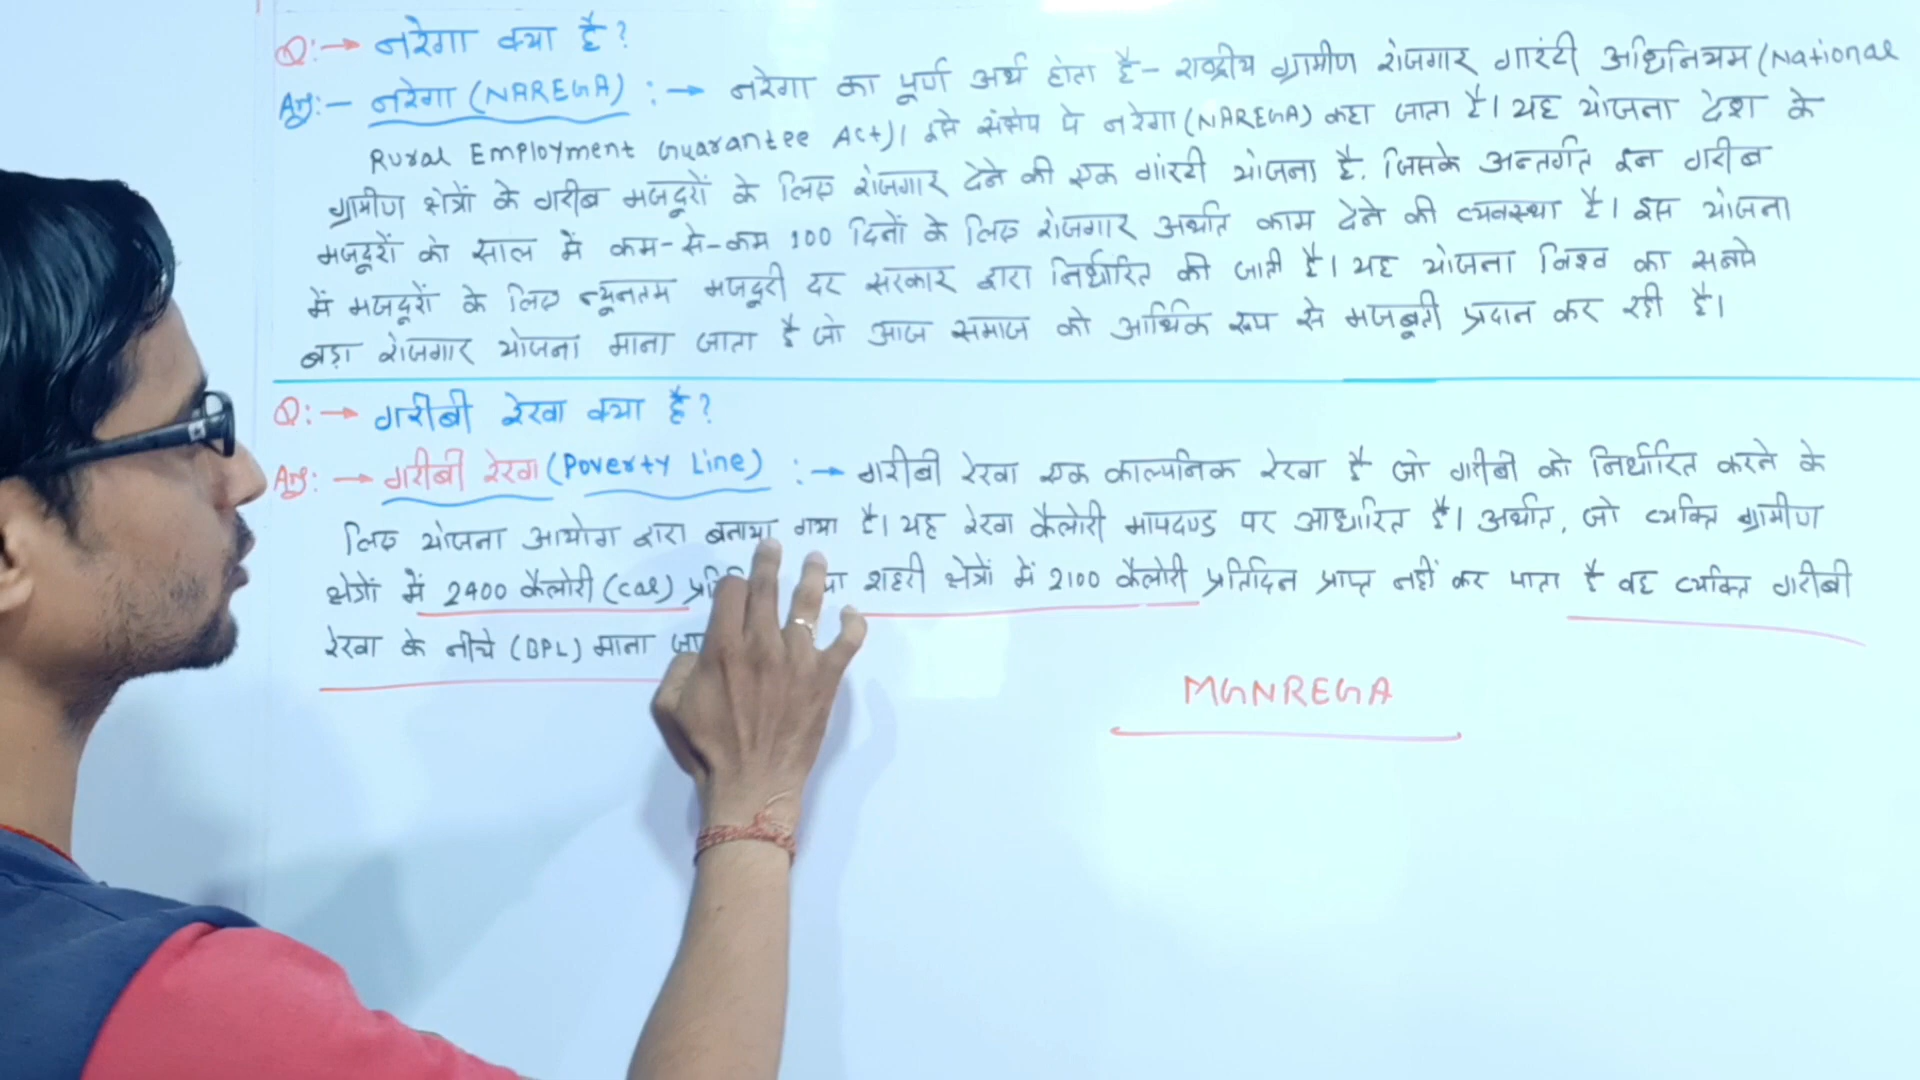 Q:→ नरेगा क्या है?
Ans:- नरेगा (NAREGA) :→ नरेगा का पूर्ण अर्थ होता है- राष्ट्रीय ग्रामीण रोजगार गारंटी अधिनियम (National
Rural Employment Guarantee Act)। इसे संक्षेप में नरेगा (NAREGA) कहा जाता है। यह योजना देश के
ग्रामीण क्षेत्रों के गरीब मजदूरों के लिए रोजगार देने की एक गांरटी योजना है, जिसके अन्तर्गत इन गरीब
मजदूरों को साल में कम-से-कम 100 दिनों के लिए रोजगार अर्थात काम देने की व्यवस्था है। इस योजना
में मजदूरों के लिए न्यूनतम मजदूरी दर सरकार द्वारा निर्धारित की जाती है। यह योजना विश्व का सबसे
बड़ा रोजगार योजना माना जाता है जो आज समाज को आर्थिक रूप से मजबूती प्रदान कर रही है।
Q:→ गरीबी रेखा क्या है?
Ans:→ गरीबी रेखा (Poverty Line) :→ गरीबी रेखा एक काल्पनिक रेखा है जो गरीबी को निर्धारित करने के
लिए योजना आयोग द्वारा बताया गया है। यह रेखा कैलोरी मापदण्ड पर आधारित है। अर्थात, जो व्यक्ति ग्रामीण
क्षेत्रों में 2400 कैलोरी (cal) शहरी क्षेत्रों में 2100 कैलोरी प्रतिदिन प्राप्त नहीं कर पाता है वह व्यक्ति गरीबी
रेखा के नीचे (BPL) माना
MGNREGA